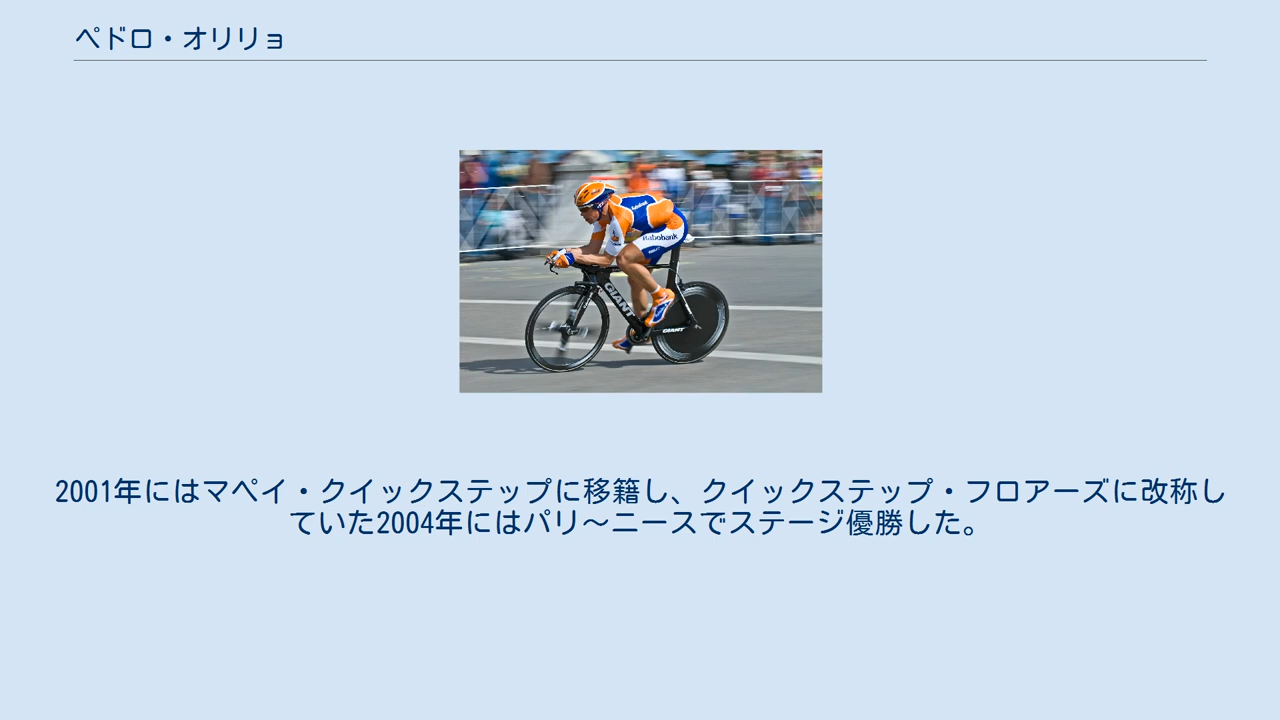 ペドロ・オリリョ
Rabobank
GIANT
GIANT
2001年にはマペイ・クイックステップに移籍し、クイックステップ・フロアーズに改称し
ていた2004年にはパリ～ニースでステージ優勝した。